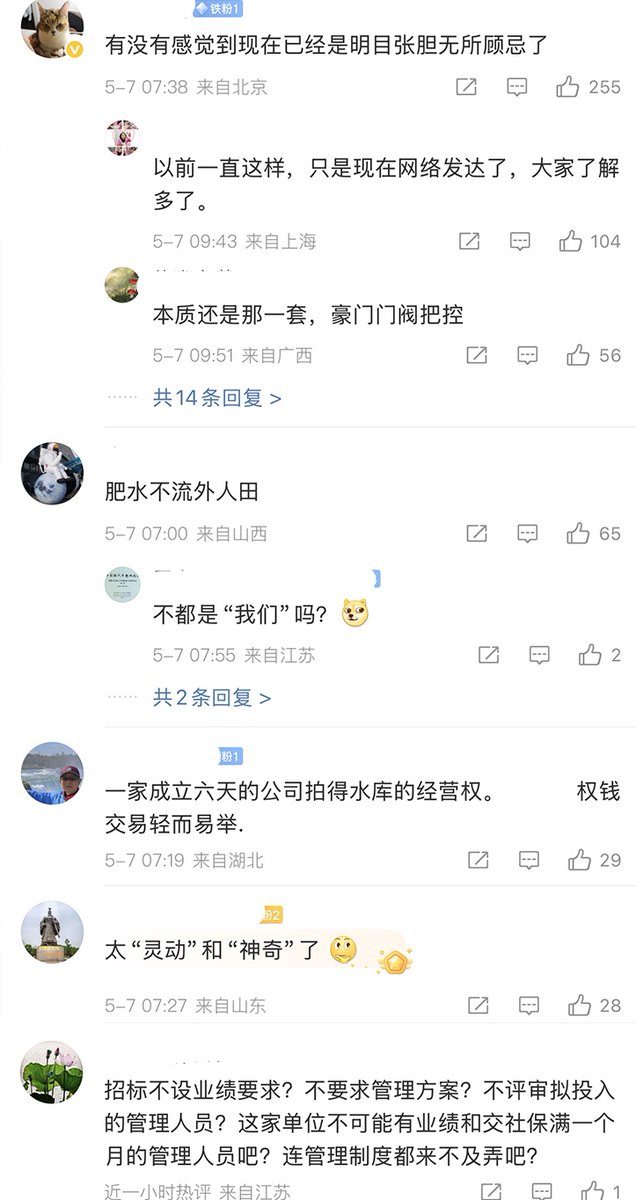 铁粉1
有没有感觉到现在已经是明目张胆无所顾忌了
5-7 07:38 来自北京
255
以前一直这样，只是现在网络发达了，大家了解
多了。
5-7 09:43 来自上海
104
本质还是那一套，豪门门阀把控
5-7 09:51 来自广西
56
共14条回复 >
肥水不流外人田
5-7 07:00 来自山西
65
不都是“我们”吗？
5-7 07:55 来自江苏
2
共2条回复 >
粉1
一家成立六天的公司拍得水库的经营权。 权钱
交易轻而易举.
5-7 07:19 来自湖北
29
粉2
太“灵动”和“神奇”了
5-7 07:27 来自山东
28
招标不设业绩要求？不要求管理方案？不评审拟投入
的管理人员？这家单位不可能有业绩和交社保满一个
月的管理人员吧？连管理制度都来不及弄吧？
近一小时热评 来自江苏
1